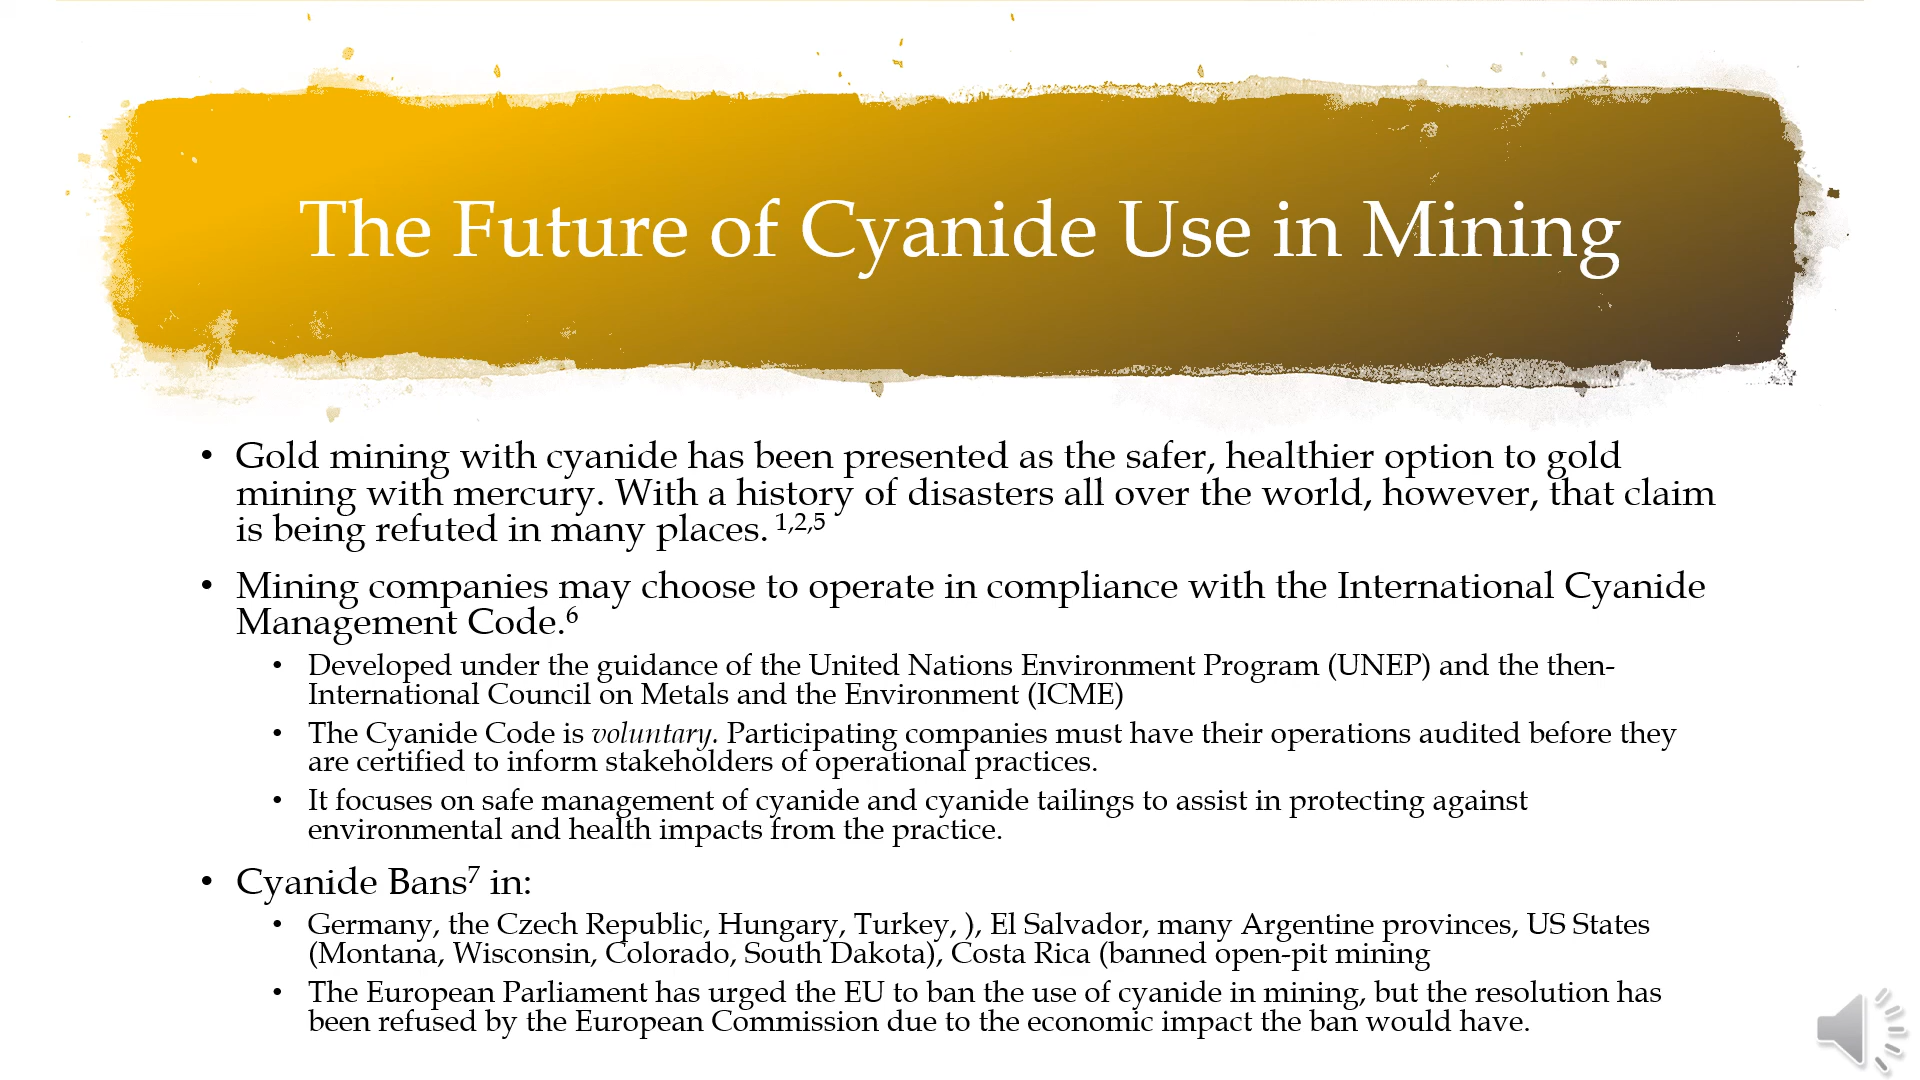 The Future of Cyanide Use in Mining
• Gold mining with cyanide has been presented as the safer, healthier option to gold
mining with mercury. With a history of disasters all over the world, however, that claim
is being refuted in many places. 1,2,5
• Mining companies may choose to operate in compliance with the International Cyanide
Management Code.6
• Developed under the guidance of the United Nations Environment Program (UNEP) and the then-
International Council on Metals and the Environment (ICME)
• The Cyanide Code is voluntary. Participating companies must have their operations audited before they
are certified to inform stakeholders of operational practices.
• It focuses on safe management of cyanide and cyanide tailings to assist in protecting against
environmental and health impacts from the practice.
• Cyanide Bans7 in:
• Germany, the Czech Republic, Hungary, Turkey, ), El Salvador, many Argentine provinces, US States
(Montana, Wisconsin, Colorado, South Dakota), Costa Rica (banned open-pit mining
• The European Parliament has urged the EU to ban the use of cyanide in mining, but the resolution has
been refused by the European Commission due to the economic impact the ban would have.